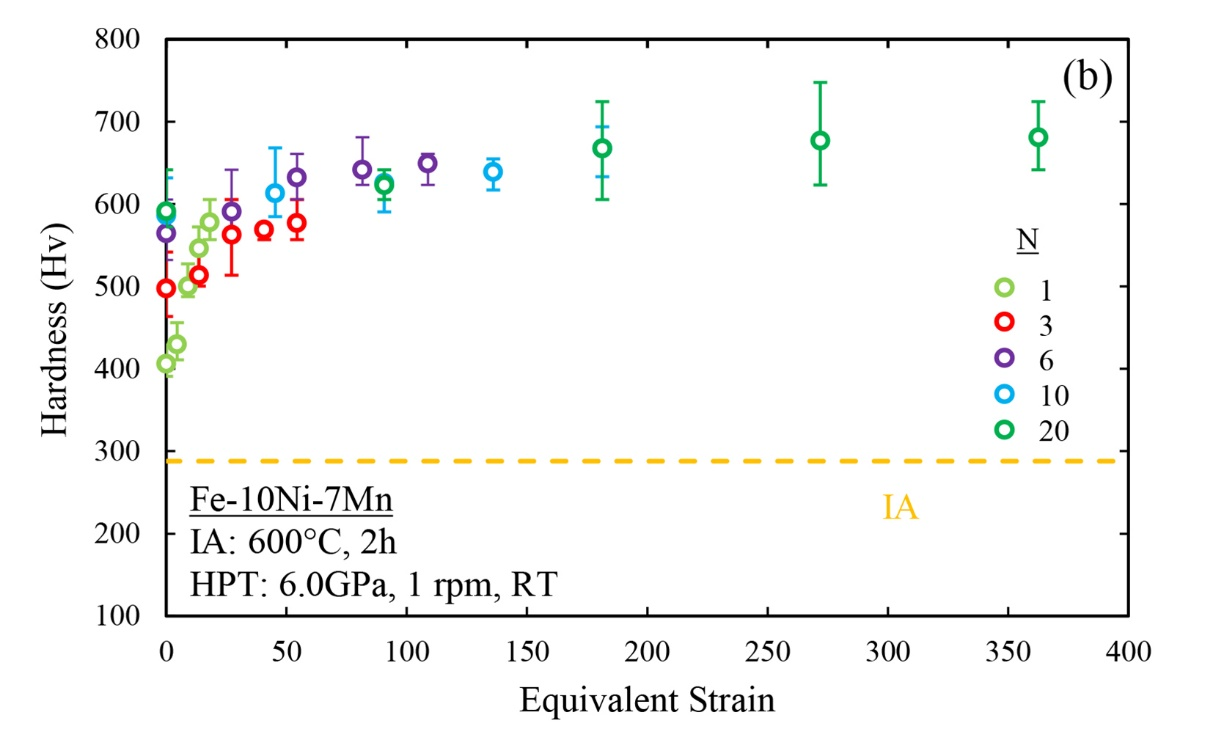 800
700
600
500
400
300
200
100
Hardness (Hv)
(b)
N
1
3
6
10
20
IA
Fe-10Ni-7Mn
IA: 600°C, 2h
HPT: 6.0GPa, 1 rpm, RT
0 50 100 150 200 250 300 350 400
Equivalent Strain